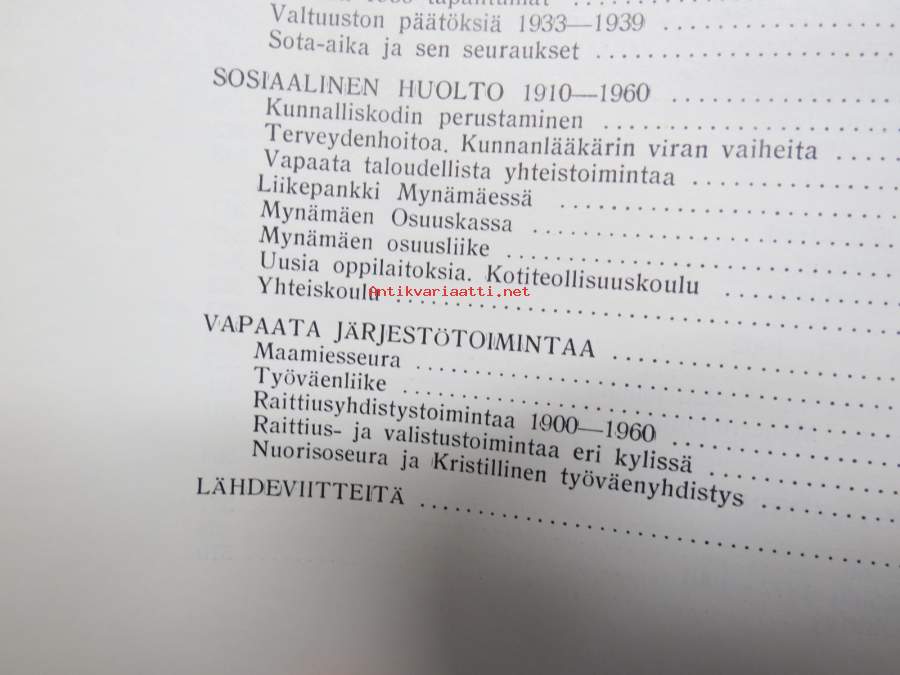 tapahtumat ...
Valtuuston päätöksiä 1933—1939 ...
Sota-aika ja sen seuraukset ...
SOSIAALINEN HUOLTO 1910—1960 ...
Kunnalliskodin perustaminen ...
Terveydenhoitoa. Kunnanlääkärin viran vaiheita ...
Vapaata taloudellista yhteistoimintaa ...
Liikepankki Mynämäessä ...
Mynämäen Osuuskassa ...
Mynämäen osuusliike ...
Uusia oppilaitoksia. Kotiteollisuuskoulu ...
Yhteiskoulu ...
Antikvariaatti.net
VAPAATA JÄRJESTÖTOIMINTAA ...
Maamiesseura ...
Työväenliike ...
Raittiusyhdistystoimintaa 1900—1960 ...
Raittius- ja valistustoimintaa eri kylissä ...
Nuorisoseura ja Kristillinen työväenyhdistys ...
LÄHDEVIITTEITÄ ...